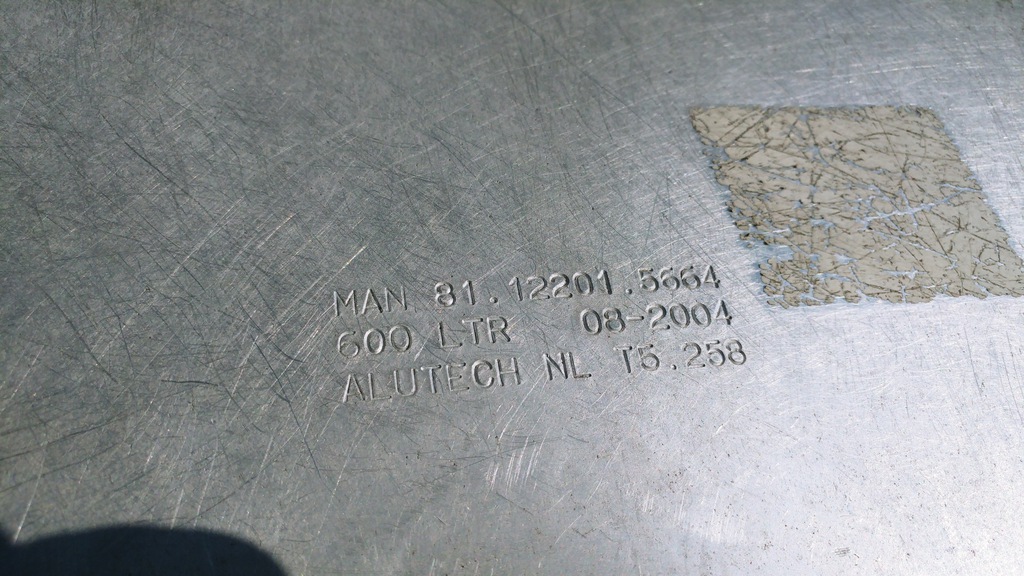 MAN 81.12201.5664
600 LTR 08-2004
ALUTECH NL T5.258